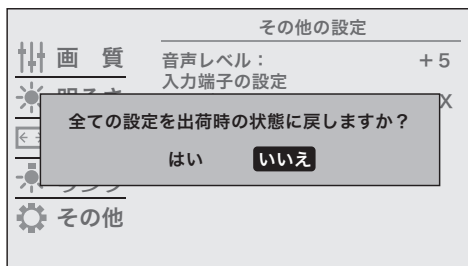 その他の設定
画　質
音声レベル：　+5
入力端子の設定
全ての設定を出荷時の状態に戻しますか？
はい　いいえ
その他